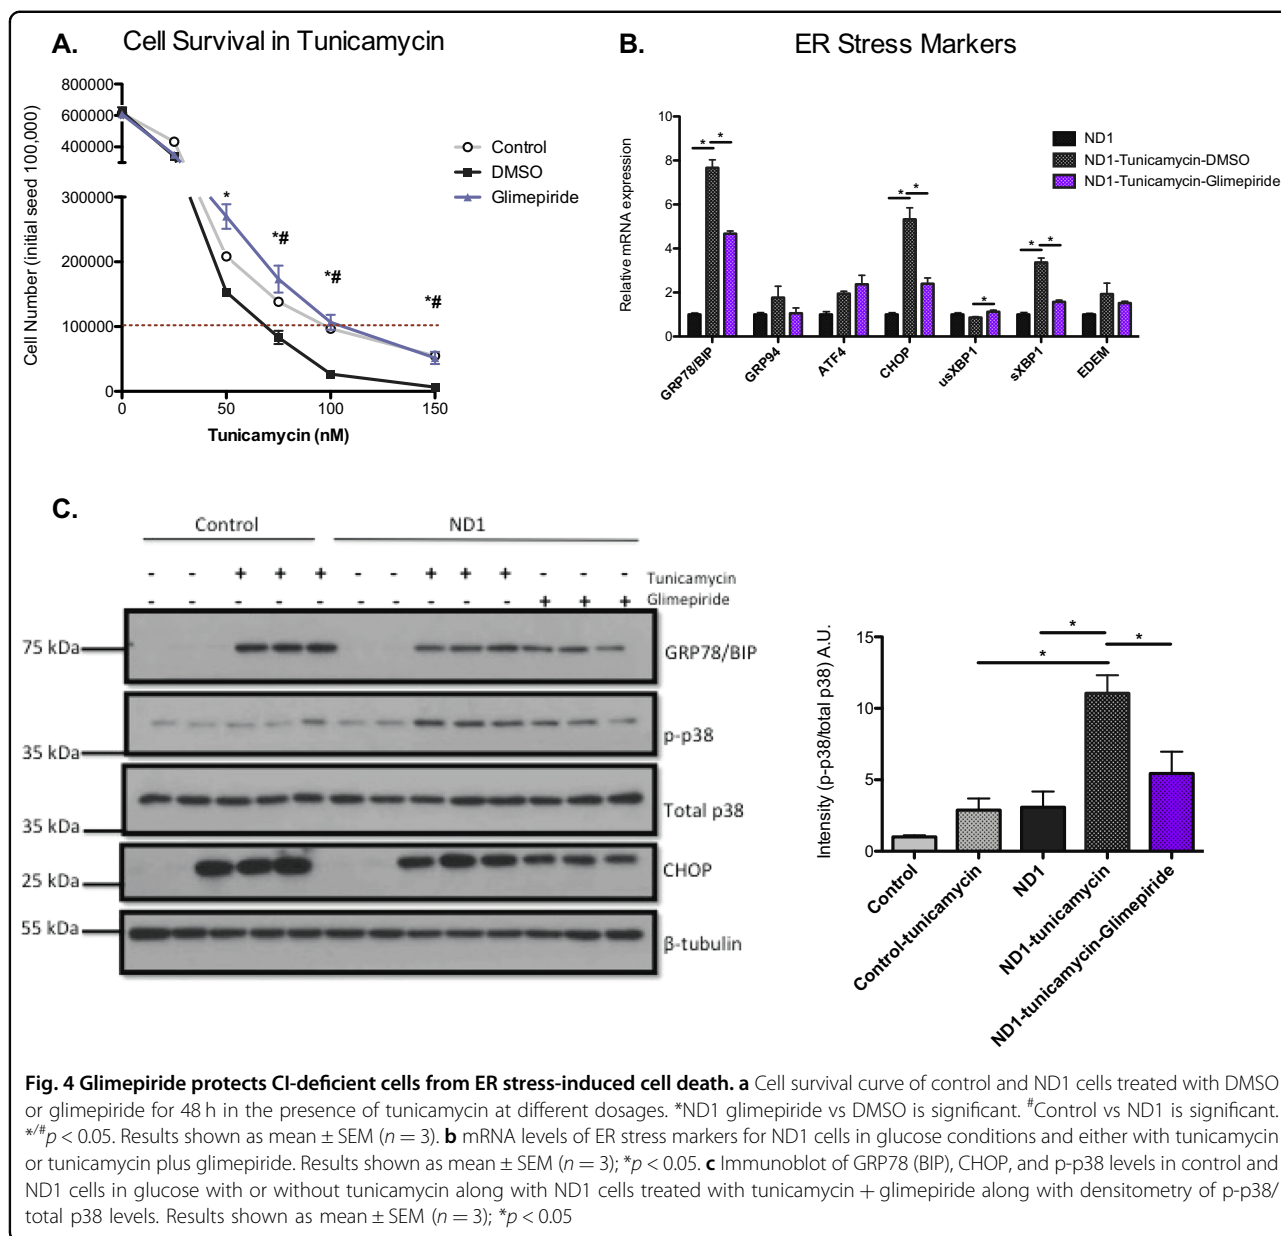 A. Cell Survival in Tunicamycin
Cell Number (initial seed 100,000)
800000
600000
400000
300000
200000
100000
0
*
*#
*#
*#
0 50 100 150
Tunicamycin (nM)
Control
DMSO
Glimepiride
B. ER Stress Markers
Relative mRNA expression
10
8
6
4
2
0
* *
* *
*
* *
GRP78/BIP GRP94 ATF4 CHOP usXBP1 sXBP1 EDEM
ND1
ND1-Tunicamycin-DMSO
ND1-Tunicamycin-Glimepiride
C.
Control ND1
- - + + + - - + + + - - - Tunicamycin
- - - - - - - - - - + + + Glimepiride
75 kDa GRP78/BIP
p-p38
35 kDa
Total p38
35 kDa
CHOP
25 kDa
55 kDa β-tubulin
Intensity (p-p38/total p38) A.U.
15
10
5
0
*
*
*
Control Control-tunicamycin ND1 ND1-tunicamycin ND1-tunicamycin-Glimepiride
Fig. 4 Glimepiride protects CI-deficient cells from ER stress-induced cell death. a Cell survival curve of control and ND1 cells treated with DMSO
or glimepiride for 48 h in the presence of tunicamycin at different dosages. *ND1 glimepiride vs DMSO is significant. #Control vs ND1 is significant.
*/#p < 0.05. Results shown as mean ± SEM (n = 3). b mRNA levels of ER stress markers for ND1 cells in glucose conditions and either with tunicamycin
or tunicamycin plus glimepiride. Results shown as mean ± SEM (n = 3); *p < 0.05. c Immunoblot of GRP78 (BIP), CHOP, and p-p38 levels in control and
ND1 cells in glucose with or without tunicamycin along with ND1 cells treated with tunicamycin + glimepiride along with densitometry of p-p38/
total p38 levels. Results shown as mean ± SEM (n = 3); *p < 0.05